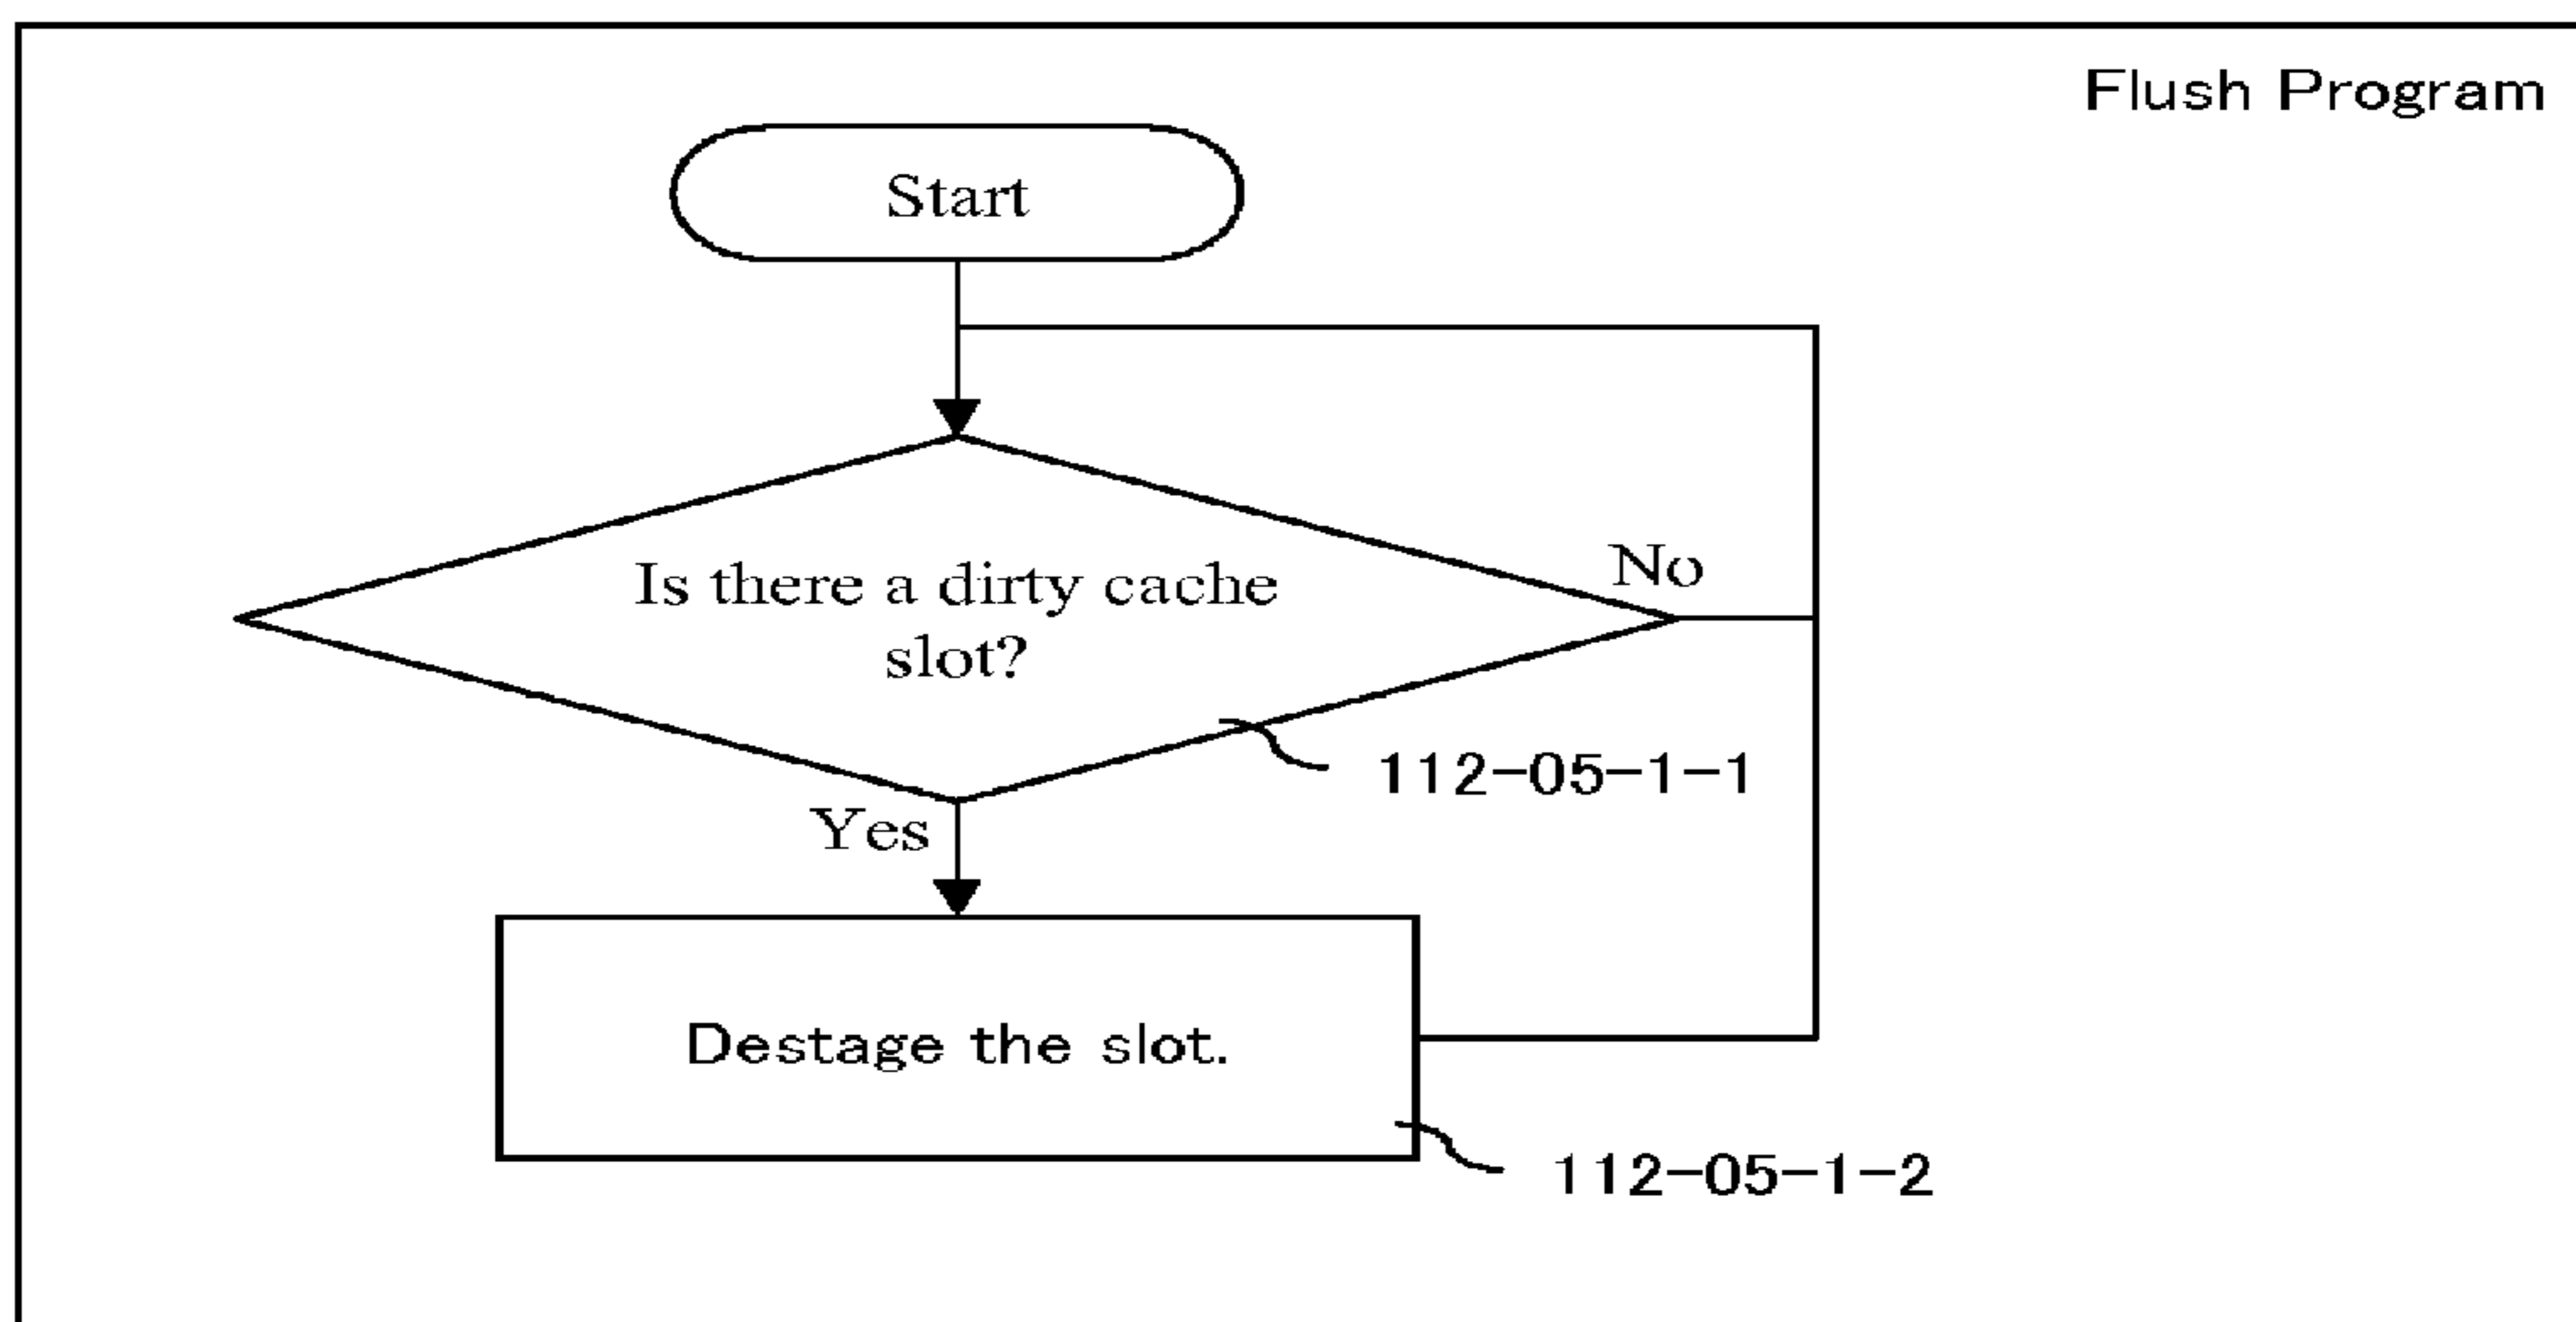 Flush Program
Start
Is there a dirty cache
slot?
No
112-05-1-1
Yes
Destage the slot.
112-05-1-2